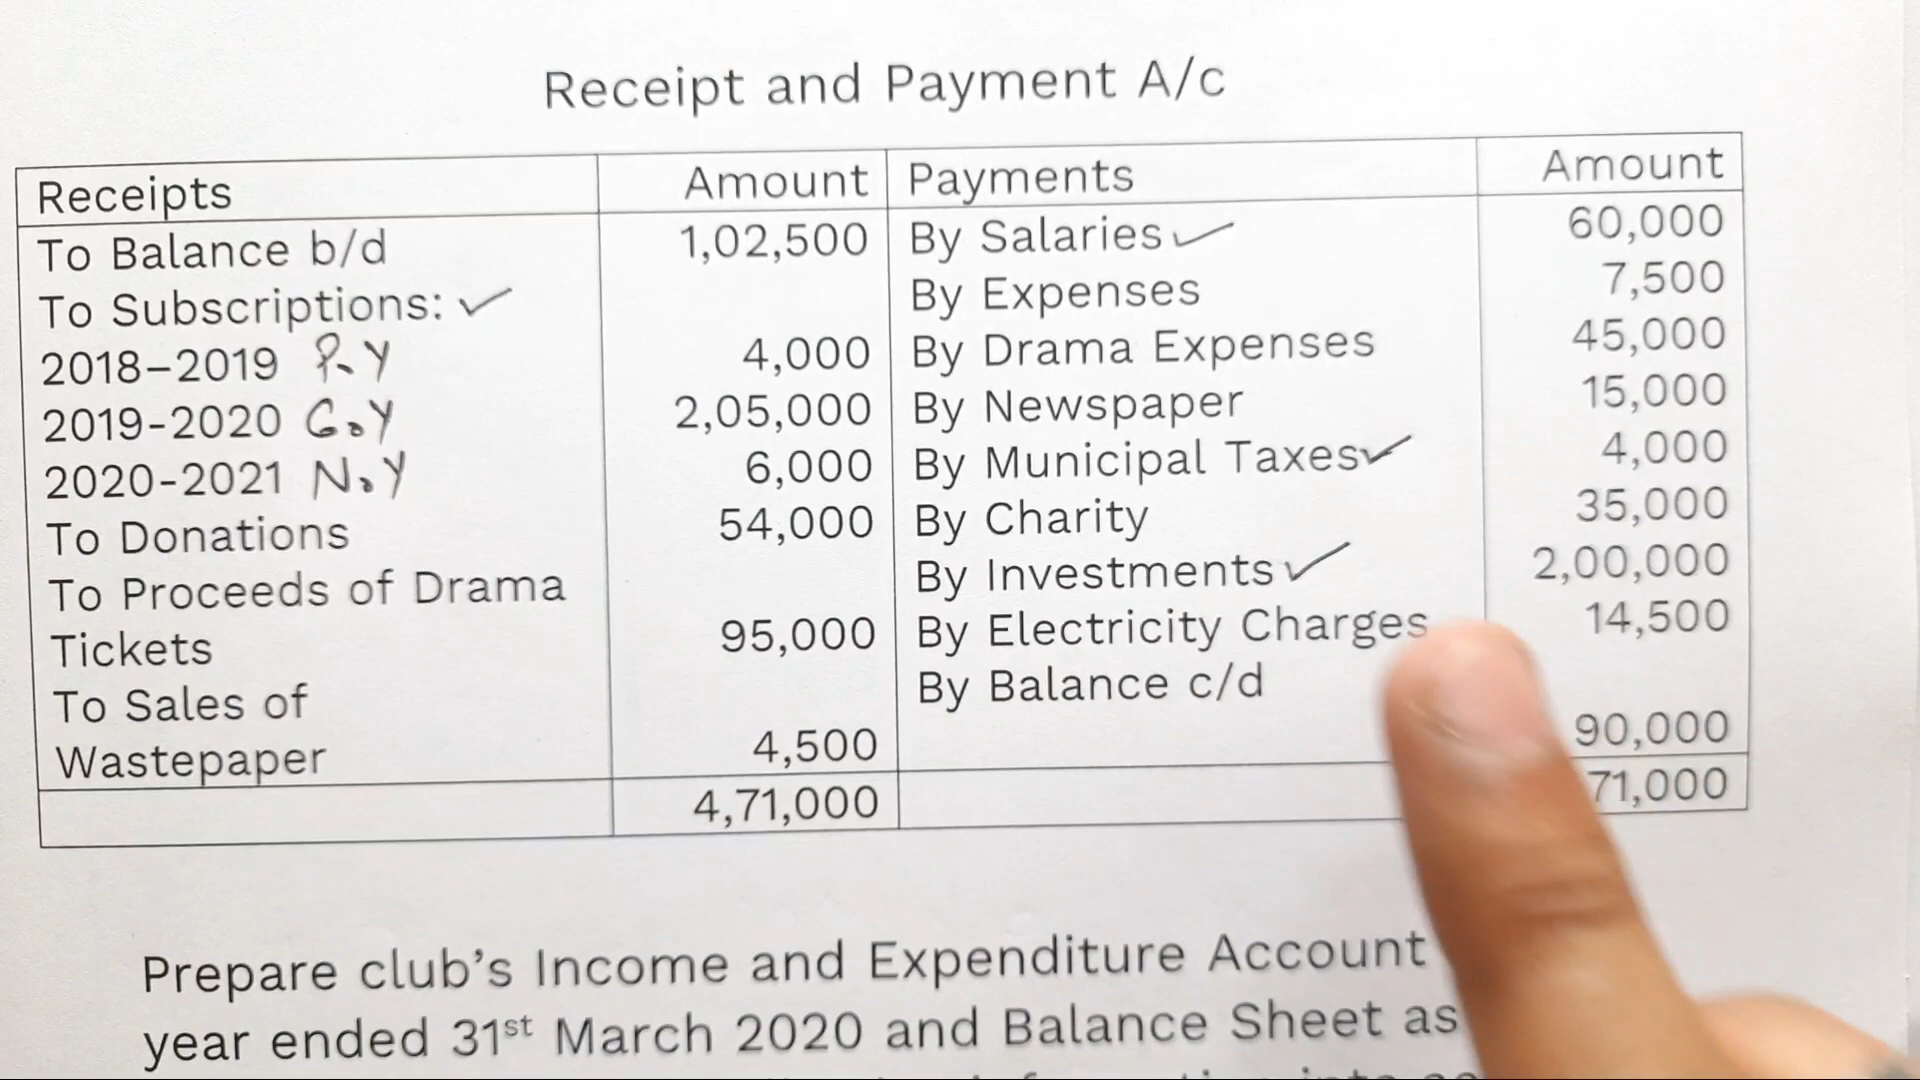 Receipt and Payment A/c
Receipts Amount Payments Amount
To Balance b/d 1,02,500 By Salaries 60,000
To Subscriptions: By Expenses 7,500
2018–2019 P.Y 4,000 By Drama Expenses 45,000
2019-2020 C.Y 2,05,000 By Newspaper 15,000
2020-2021 N.Y 6,000 By Municipal Taxes 4,000
To Donations 54,000 By Charity 35,000
To Proceeds of Drama By Investments 2,00,000
Tickets 95,000 By Electricity Charges 14,500
To Sales of By Balance c/d
Wastepaper 4,500 90,000
4,71,000 71,000
Prepare club's Income and Expenditure Account
year ended 31st March 2020 and Balance Sheet as